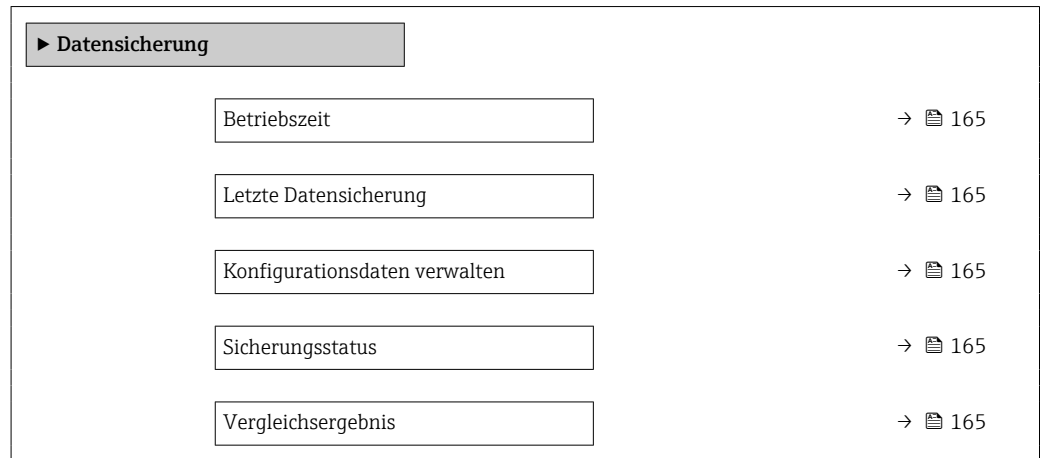 ► Datensicherung
Betriebszeit → 165
Letzte Datensicherung → 165
Konfigurationsdaten verwalten → 165
Sicherungsstatus → 165
Vergleichsergebnis → 165